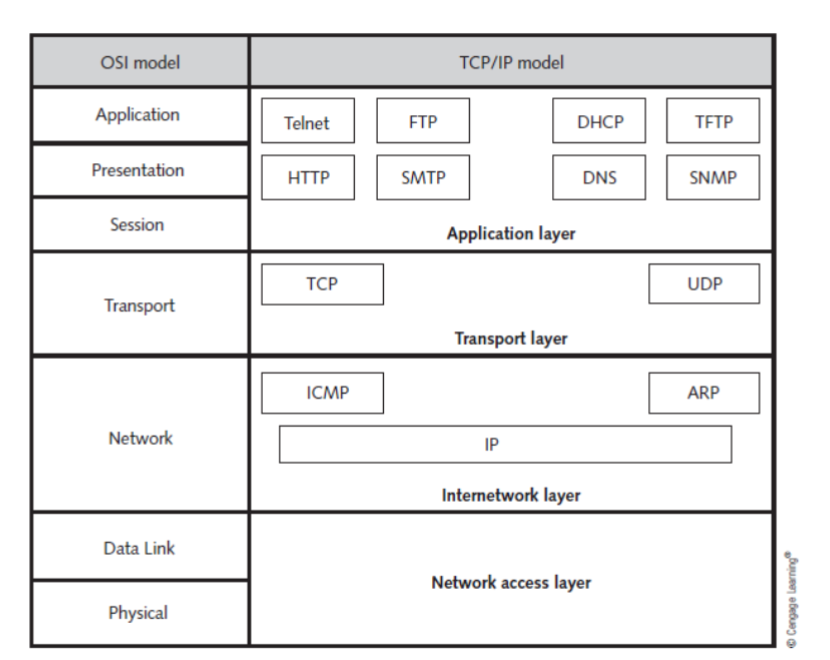 OSI model
TCP/IP model
Application
Telnet
FTP
DHCP
TFTP
Presentation
HTTP
SMTP
DNS
SNMP
Session
Application layer
Transport
TCP
UDP
Transport layer
Network
ICMP
ARP
IP
Internetwork layer
Data Link
Network access layer
Physical
© Cengage Learning®